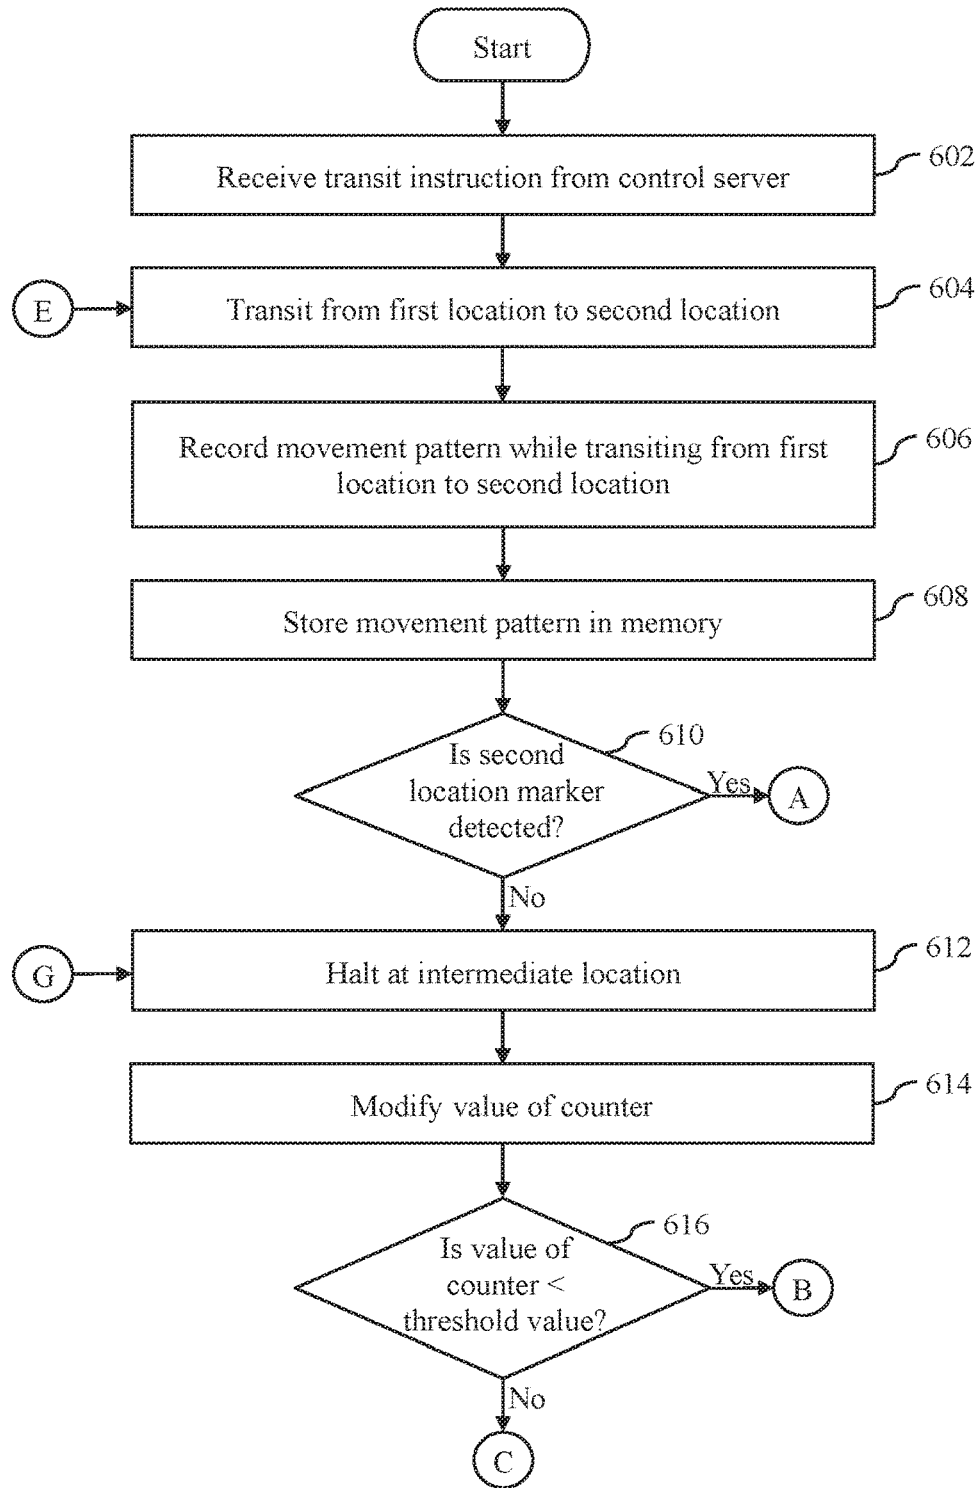 Start
Receive transit instruction from control server
602
E
Transit from first location to second location
604
Record movement pattern while transiting from first
location to second location
606
Store movement pattern in memory
608
Is second
location marker
detected?
610
Yes
A
No
G
Halt at intermediate location
612
Modify value of counter
614
Is value of
counter <
threshold value?
616
Yes
B
No
C